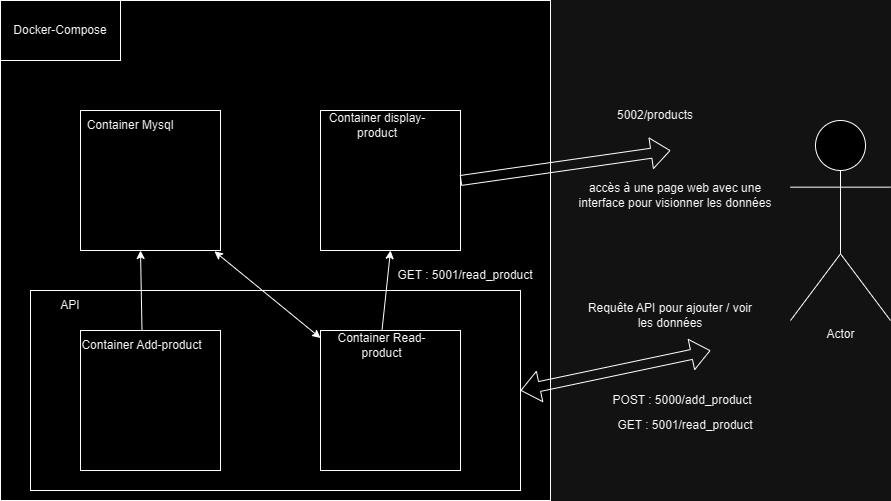 Docker-Compose
Container Mysql
Container display-
product
5002/products
accès à une page web avec une
interface pour visionner les données
GET : 5001/read_product
API
Container Add-product
Container Read-
product
Requête API pour ajouter / voir
les données
Actor
POST : 5000/add_product
GET : 5001/read_product